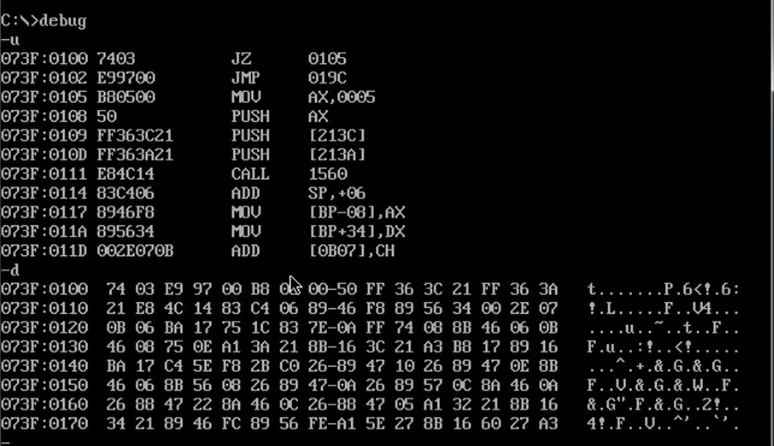 C:\>debug
-u
073F:0100 7403 JZ 0105
073F:0102 E99700 JMP 019C
073F:0105 B80500 MOV AX,0005
073F:0108 50 PUSH AX
073F:0109 FF363C21 PUSH [213C]
073F:010D FF363A21 PUSH [213A]
073F:0111 E84C14 CALL 1560
073F:0114 83C406 ADD SP,+06
073F:0117 8946F8 MOV [BP-08],AX
073F:011A 895634 MOV [BP+34],DX
073F:011D 002E070B ADD [0B07],CH
-d
073F:0100 74 03 E9 97 00 B8 00-50 FF 36 3C 21 FF 36 3A t.......P.6<!.6:
073F:0110 21 E8 4C 14 83 C4 06 89-46 F8 89 56 34 00 2E 07 !.L.....F..V4...
073F:0120 0B 06 BA 17 75 1C 83 7E-0A FF 74 08 8B 46 06 0B ....u..~..t..F..
073F:0130 46 08 75 0E A1 3A 21 8B-16 3C 21 A3 B8 17 89 16 F.u..:!..<!.....
073F:0140 BA 17 C4 5E F8 2B C0 26-89 47 10 26 89 47 0E 8B ...^.+.&.G.&.G..
073F:0150 46 06 8B 56 08 26 89 47-0A 26 89 57 0C 8A 46 0A F..V.&.G.&.W..F.
073F:0160 26 88 47 22 8A 46 0C 26-88 47 05 A1 32 21 8B 16 &.G".F.&.G..2!..
073F:0170 34 21 89 46 FC 89 56 FE-A1 5E 27 8B 16 60 27 A3 4!.F..V..^'..`'.
-